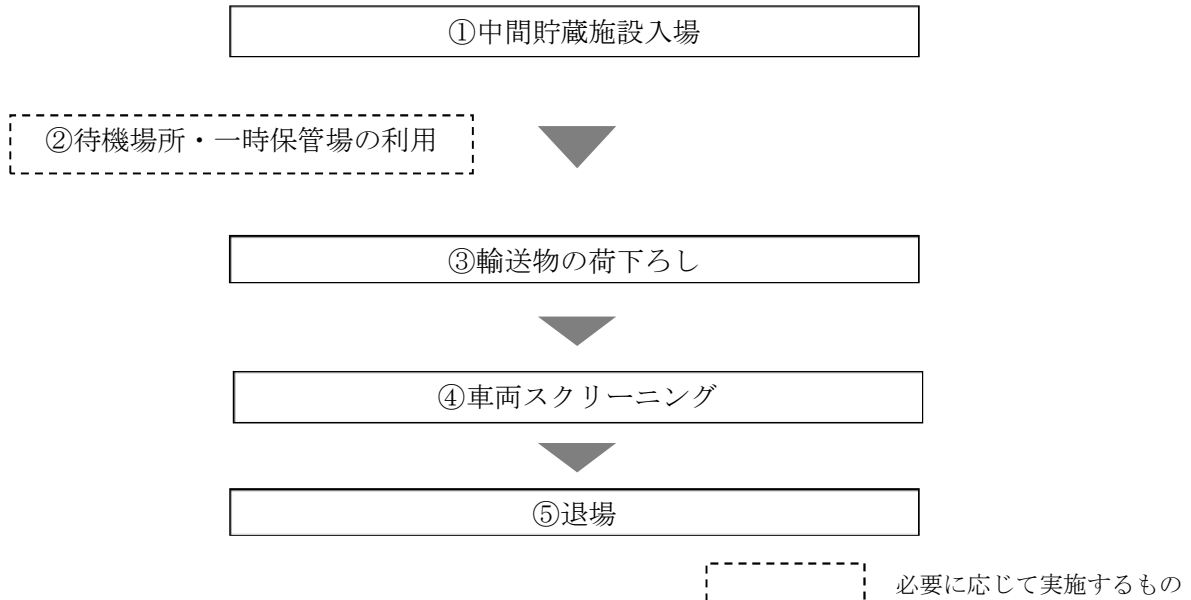 ①中間貯蔵施設入場
②待機場所・一時保管場の利用
③輸送物の荷下ろし
④車両スクリーニング
⑤退場
必要に応じて実施するもの